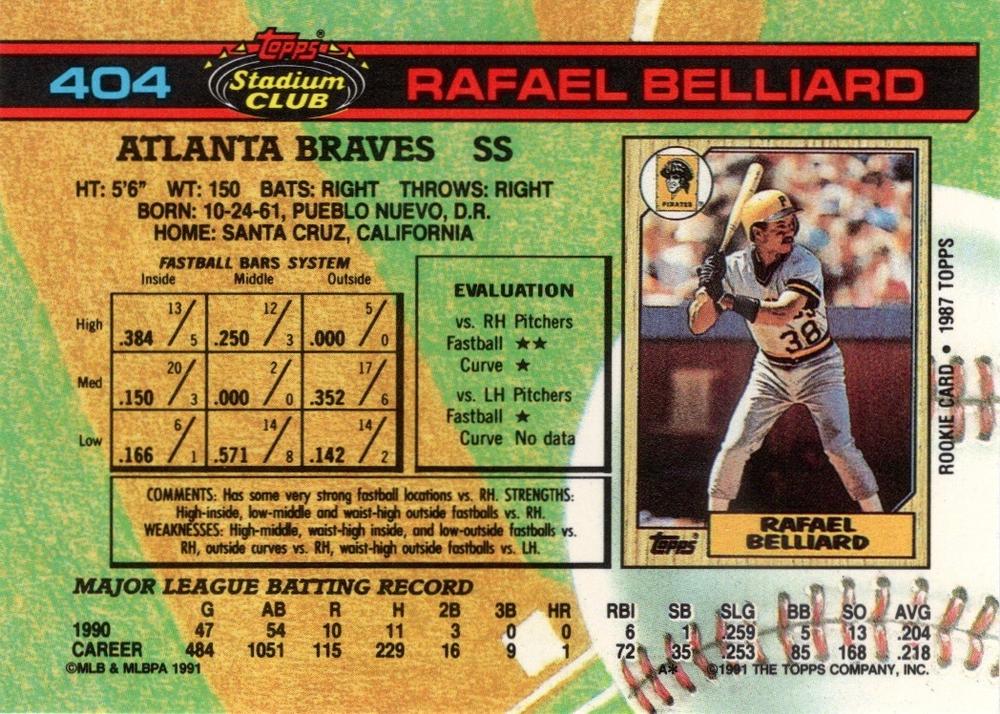 404
Topps®
Stadium
CLUB
RAFAEL BELLIARD
ATLANTA BRAVES SS
HT: 5'6" WT: 150 BATS: RIGHT THROWS: RIGHT
BORN: 10-24-61, PUEBLO NUEVO, D.R.
HOME: SANTA CRUZ, CALIFORNIA
FASTBALL BARS SYSTEM
Inside Middle Outside
High .384 13/5 .250 12/3 .000 5/0
Med .150 20/3 .000 2/0 .352 17/6
Low .166 6/1 .571 14/8 .142 14/2
EVALUATION
vs. RH Pitchers
Fastball ★★
Curve ★
vs. LH Pitchers
Fastball ★
Curve No data
COMMENTS: Has some very strong fastball locations vs. RH. STRENGTHS:
High-inside, low-middle and waist-high outside fastballs vs. RH.
WEAKNESSES: High-middle, waist-high inside, and low-outside fastballs vs.
RH, outside curves vs. RH, waist-high outside fastballs vs. LH.
PIRATES
P
38
Topps
RAFAEL
BELLIARD
ROOKIE CARD • 1987 TOPPS
MAJOR LEAGUE BATTING RECORD
G AB R H 2B 3B HR RBI SB SLG BB SO AVG
1990 47 54 10 11 3 0 0 6 1 .259 5 13 .204
CAREER 484 1051 115 229 16 9 1 72 35 .253 85 168 .218
©MLB & MLBPA 1991 A* ©1991 THE TOPPS COMPANY, INC.